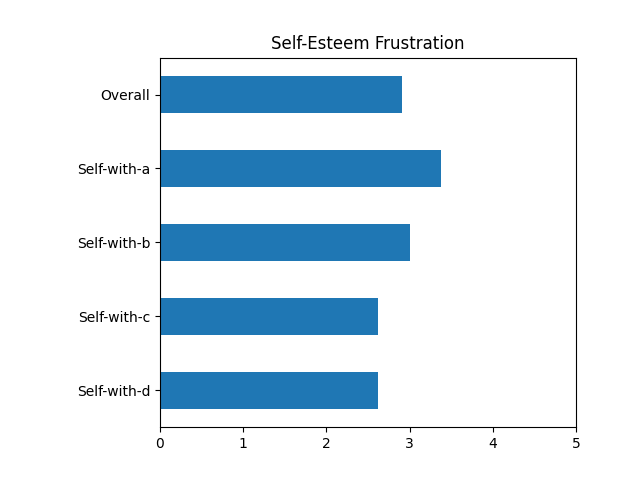 Self-Esteem Frustration
Overall
Self-with-a
Self-with-b
Self-with-c
Self-with-d
0 1 2 3 4 5